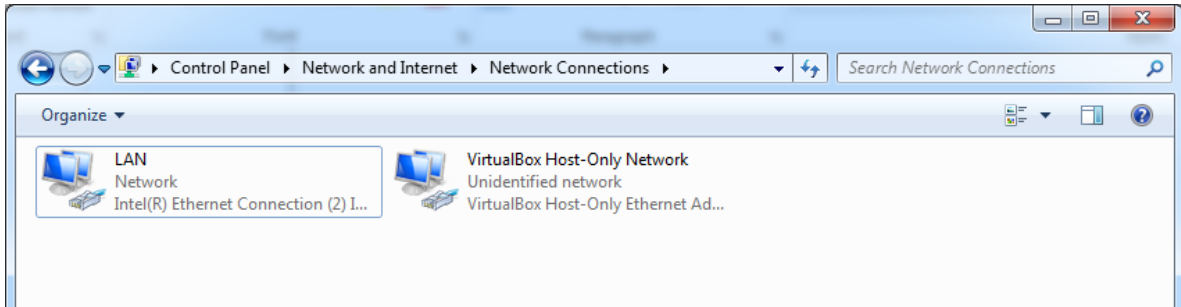 Control Panel ▸ Network and Internet ▸ Network Connections ▸
Search Network Connections
Organize
LAN
Network
Intel(R) Ethernet Connection (2) I...
VirtualBox Host-Only Network
Unidentified network
VirtualBox Host-Only Ethernet Ad...